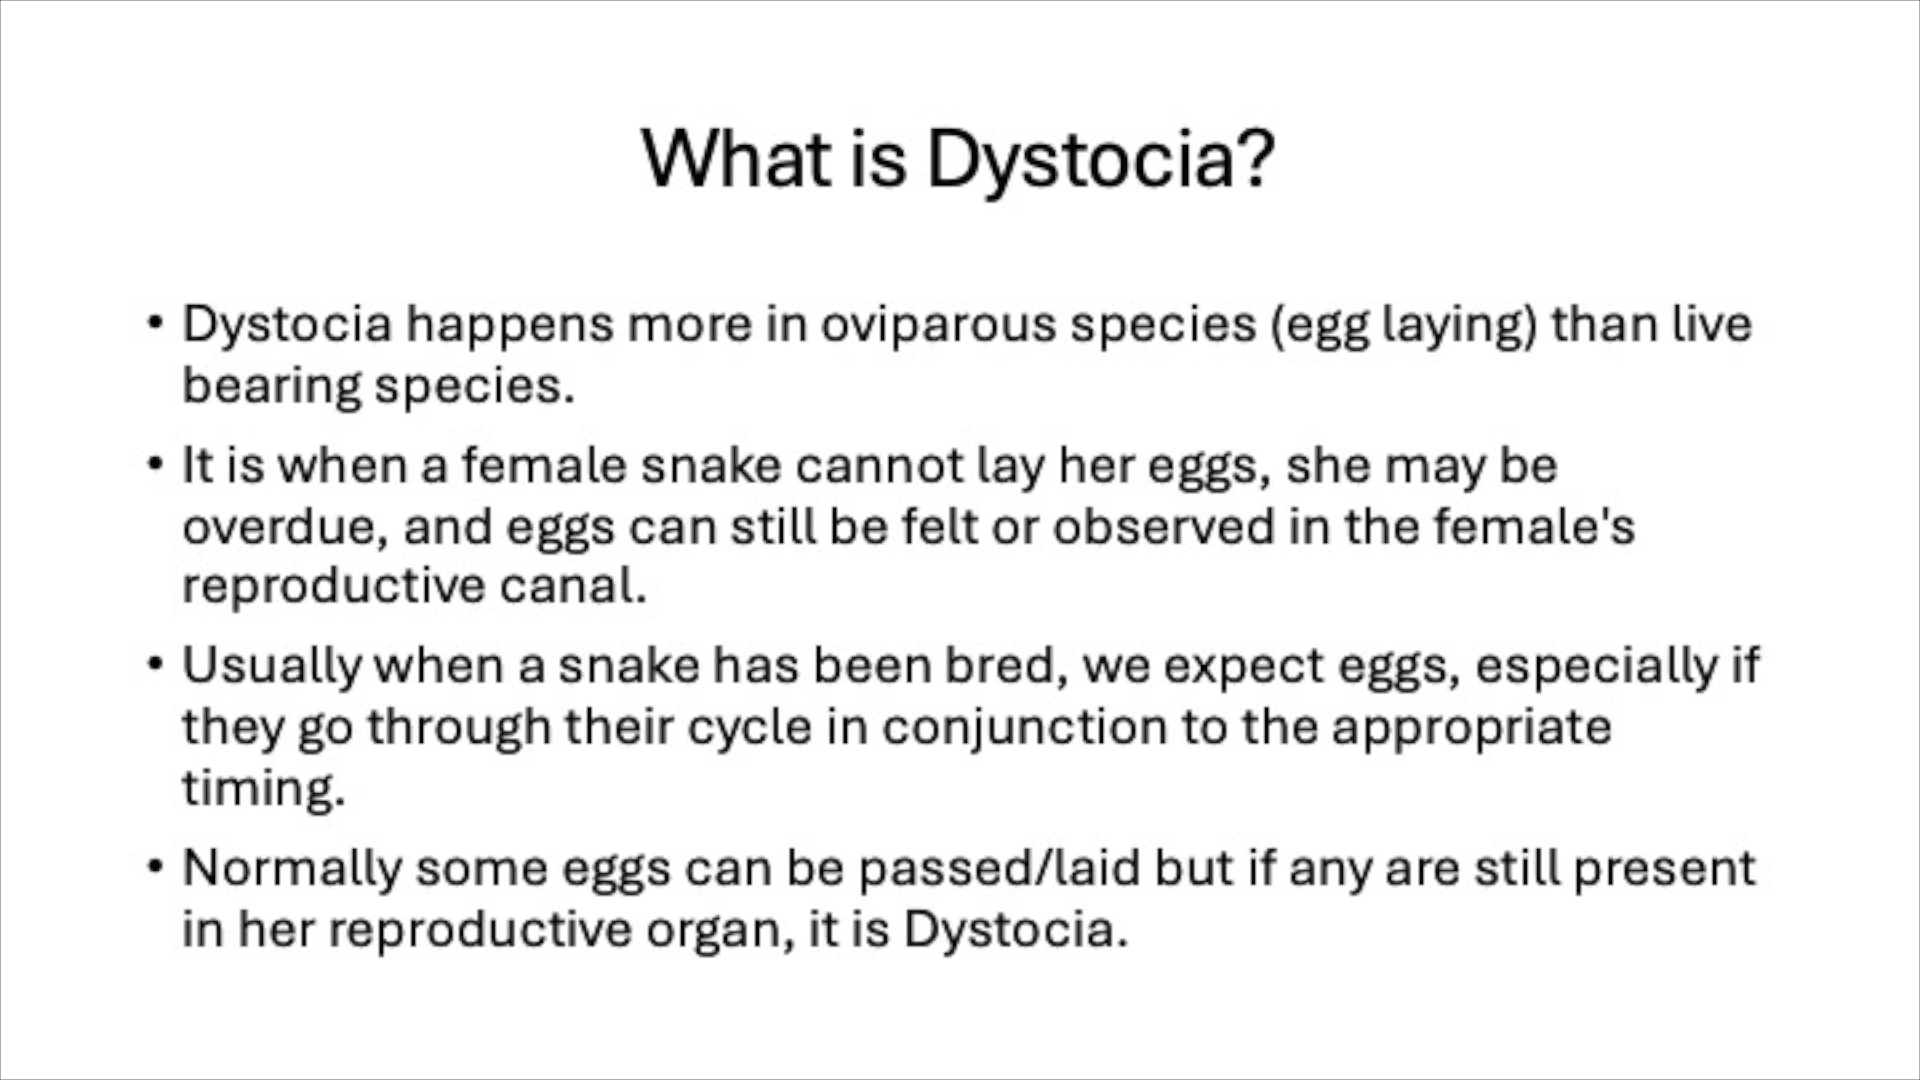 What is Dystocia?
• Dystocia happens more in oviparous species (egg laying) than live
bearing species.
• It is when a female snake cannot lay her eggs, she may be
overdue, and eggs can still be felt or observed in the female's
reproductive canal.
• Usually when a snake has been bred, we expect eggs, especially if
they go through their cycle in conjunction to the appropriate
timing.
• Normally some eggs can be passed/laid but if any are still present
in her reproductive organ, it is Dystocia.